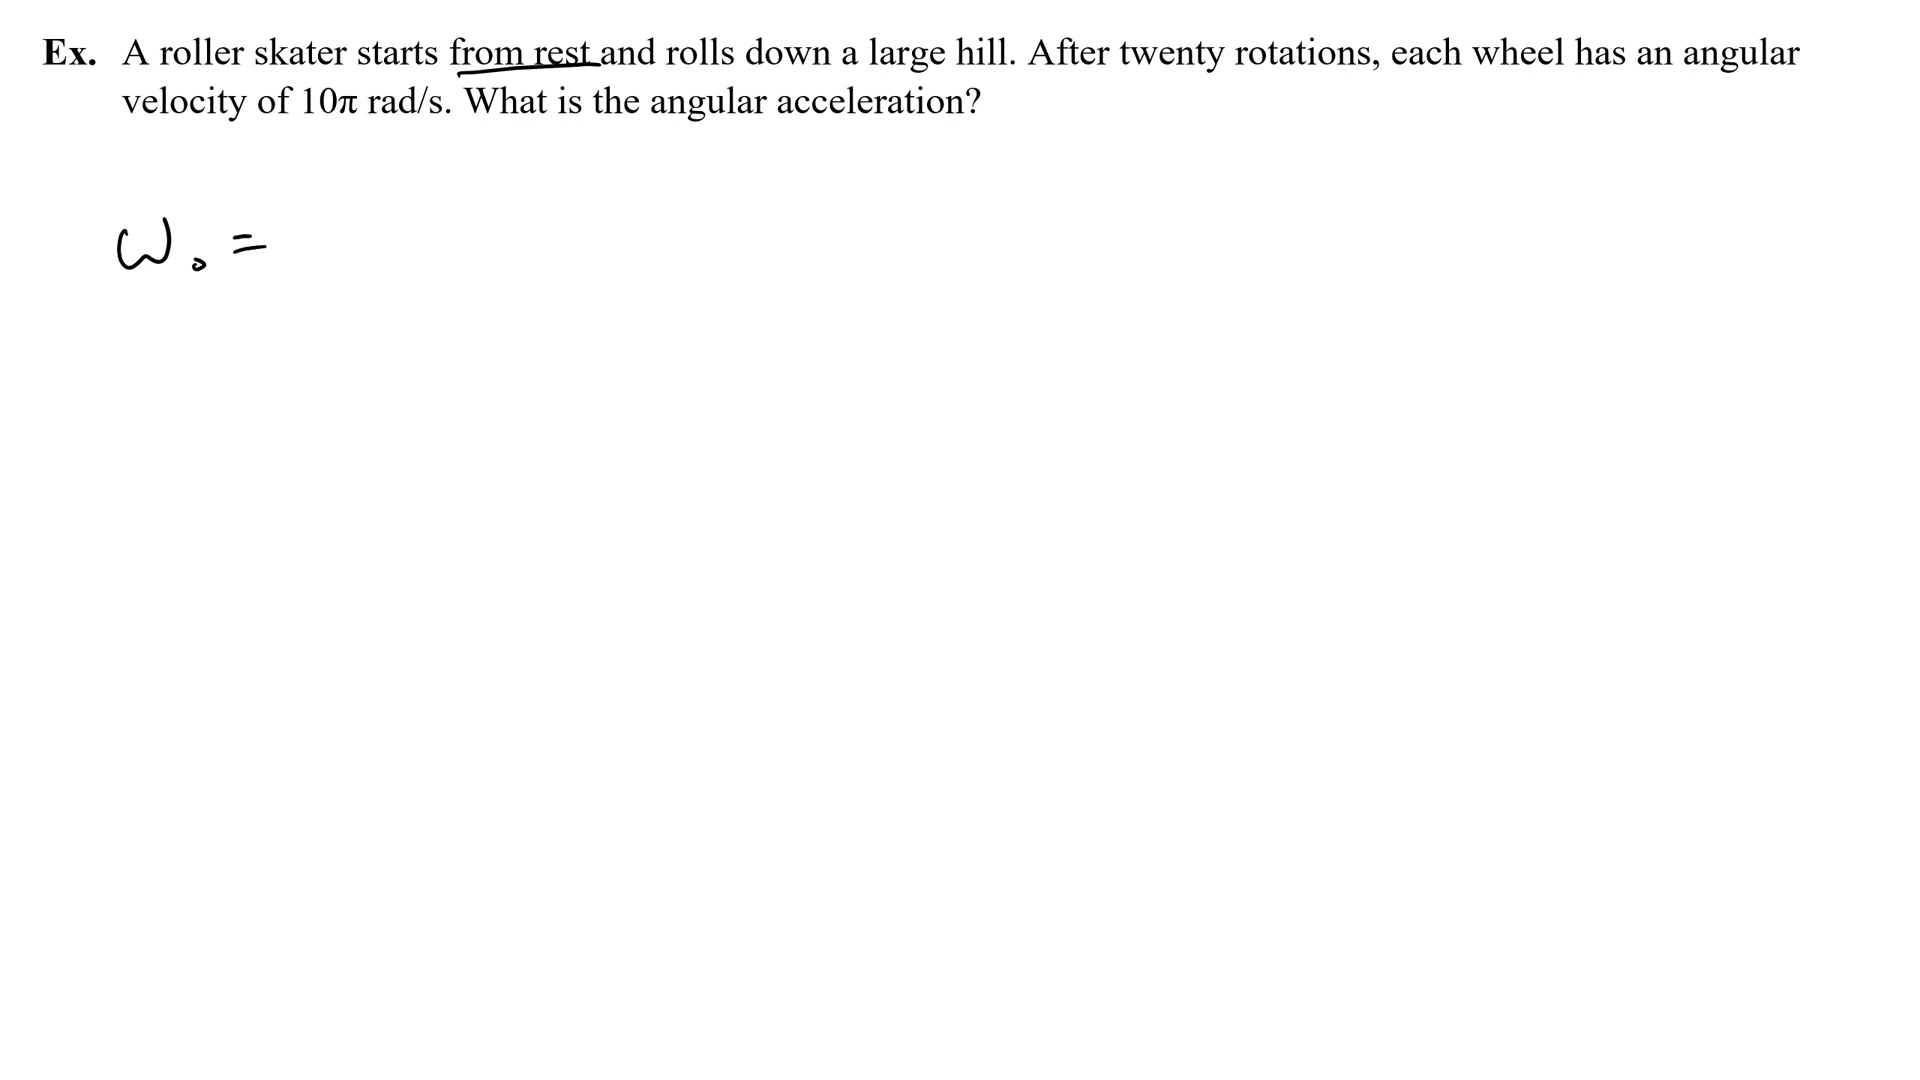 Ex. A roller skater starts from rest and rolls down a large hill. After twenty rotations, each wheel has an angular
velocity of 10π rad/s. What is the angular acceleration?
ω₀ =